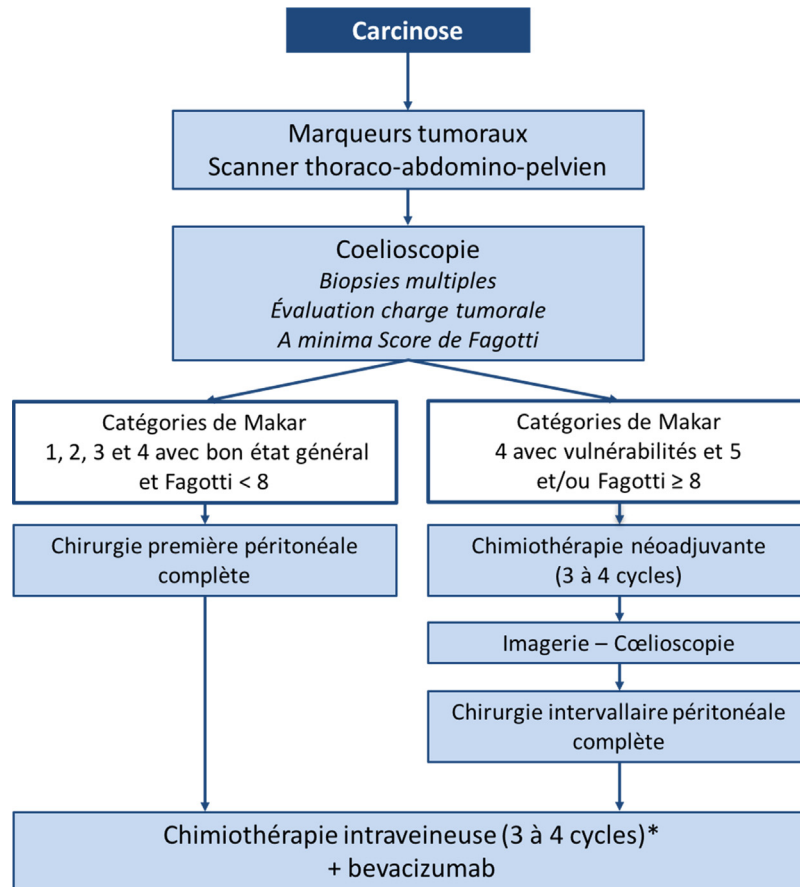 Carcinose
Marqueurs tumoraux
Scanner thoraco-abdomino-pelvien
Coelioscopie
Biopsies multiples
Évaluation charge tumorale
A minima Score de Fagotti
Catégories de Makar
1, 2, 3 et 4 avec bon état général
et Fagotti < 8
Chirurgie première péritonéale
complète
Catégories de Makar
4 avec vulnérabilités et 5
et/ou Fagotti ≥ 8
Chimiothérapie néoadjuvante
(3 à 4 cycles)
Imagerie – Cœlioscopie
Chirurgie intervallaire péritonéale
complète
Chimiothérapie intraveineuse (3 à 4 cycles)*
+ bevacizumab